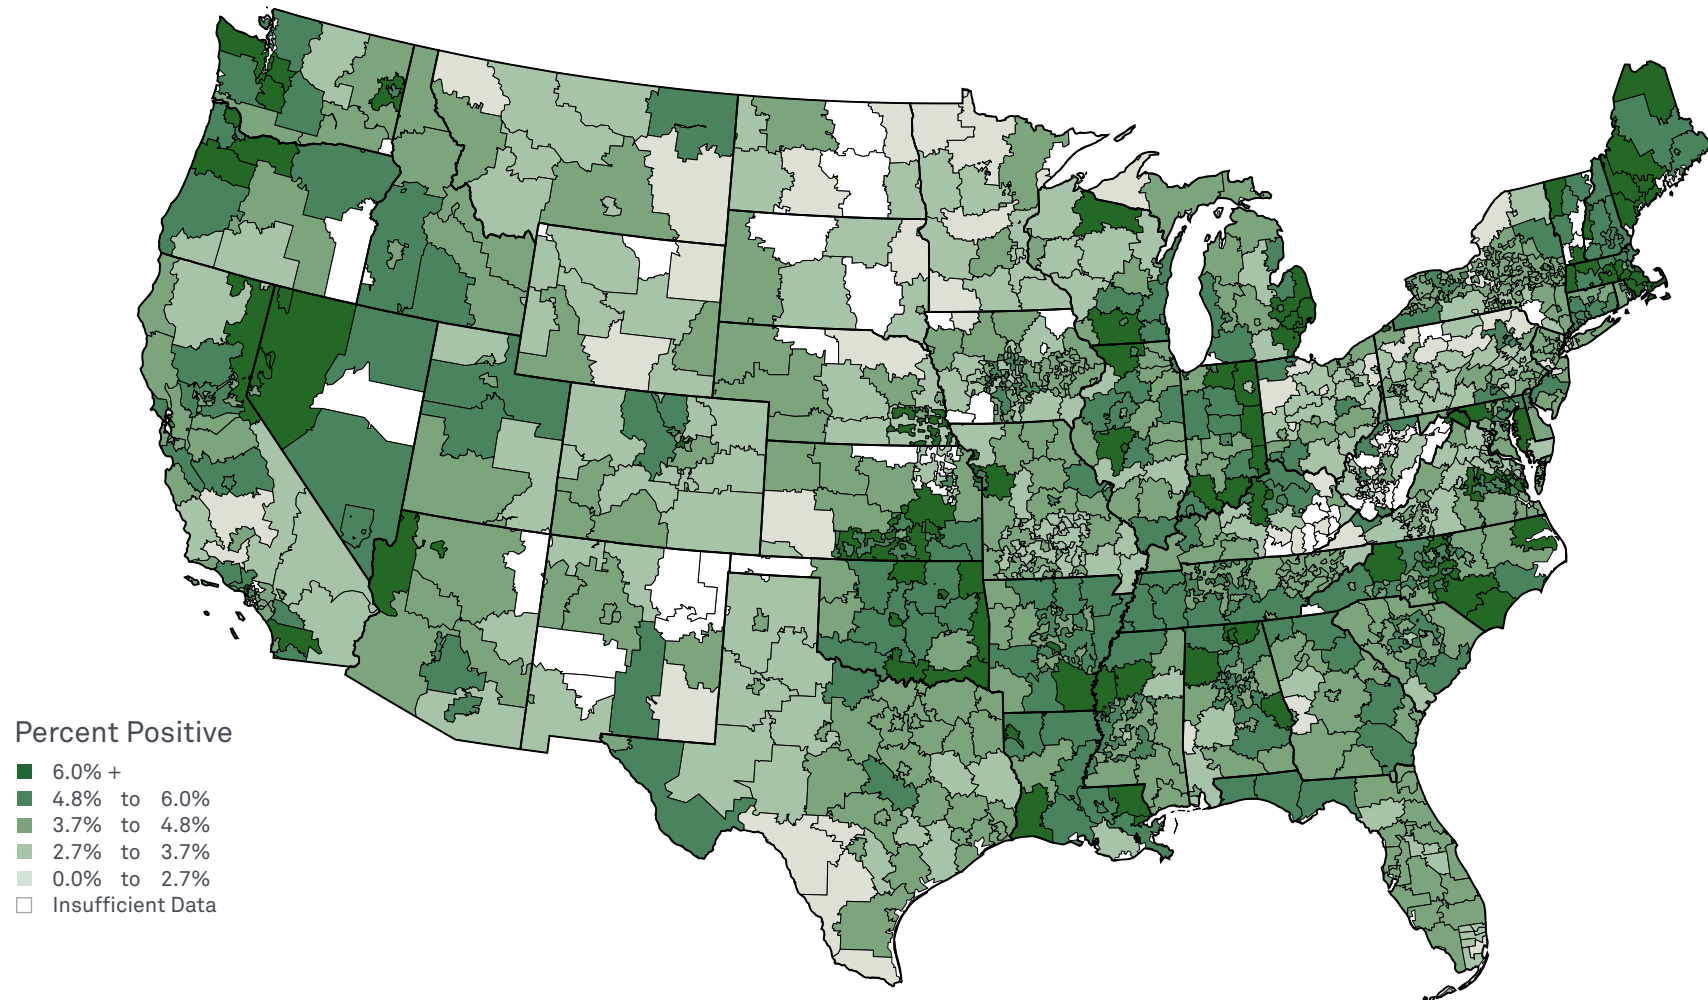 Percent Positive
6.0% +
4.8% to 6.0%
3.7% to 4.8%
2.7% to 3.7%
0.0% to 2.7%
Insufficient Data